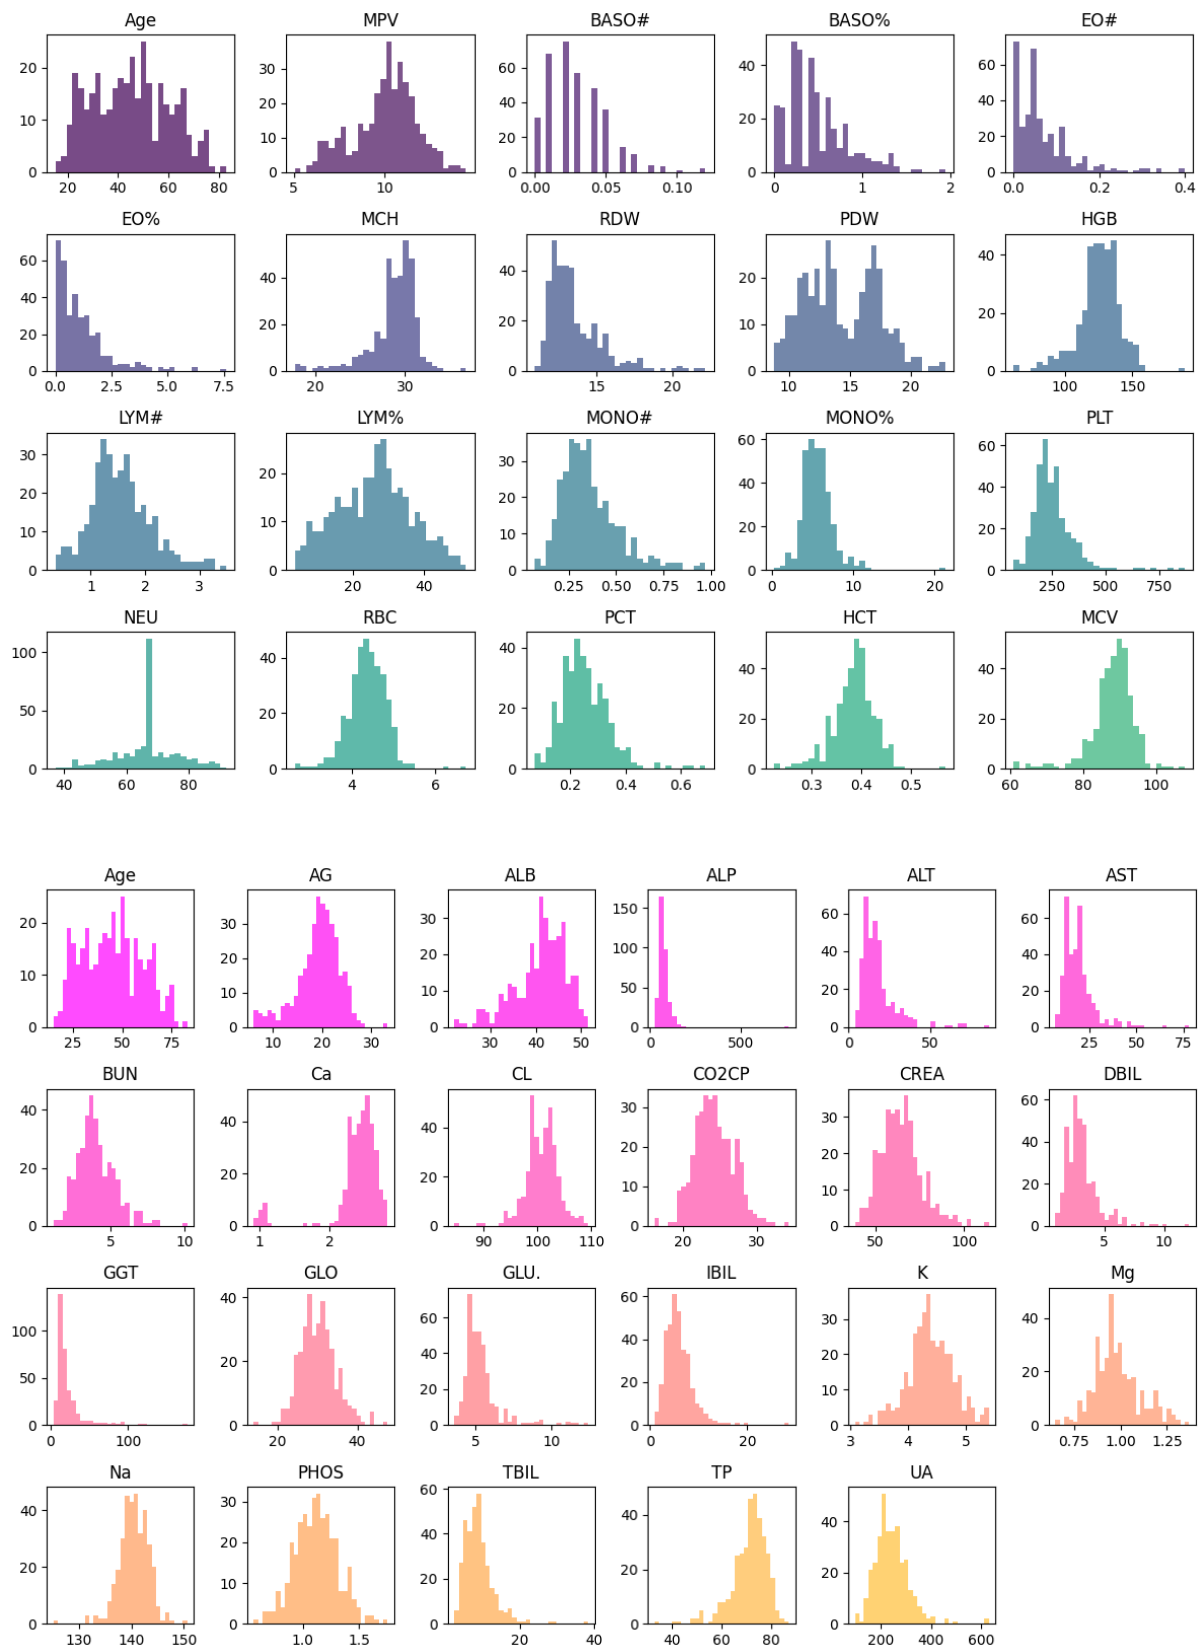 Age MPV BASO# BASO% EO#
20 10 0
30 20 10 0
60 40 20 0
40 20 0
60 40 20 0
20 40 60 80
5 10
0.00 0.05 0.10
0 1 2
0.0 0.2 0.4
EO% MCH RDW PDW HGB
60 40 20 0
40 20 0
40 20 0
20 10 0
40 20 0
0.0 2.5 5.0 7.5
20 30
15 20
10 15 20
100 150
LYM# LYM% MONO# MONO% PLT
30 20 10 0
20 10 0
30 20 10 0
60 40 20 0
60 40 20 0
1 2 3
20 40
0.25 0.50 0.75 1.00
0 10 20
250 500 750
NEU RBC PCT HCT MCV
100 50 0
40 20 0
40 20 0
40 20 0
40 20 0
40 60 80
4 6
0.2 0.4 0.6
0.3 0.4 0.5
60 80 100
Age AG ALB ALP ALT AST
20 10 0
30 20 10 0
30 20 10 0
150 100 50 0
60 40 20 0
60 40 20 0
25 50 75
10 20 30
30 40 50
0 500
0 50
25 50 75
BUN Ca CL CO2CP CREA DBIL
40 20 0
40 20 0
40 20 0
30 20 10 0
30 20 10 0
60 40 20 0
5 10
1 2
90 100 110
20 30
50 100
5 10
GGT GLO GLU. IBIL K Mg
100 50 0
40 20 0
60 40 20 0
60 40 20 0
30 20 10 0
40 20 0
0 100
20 40
5 10
0 20
3 4 5
0.75 1.00 1.25
Na PHOS TBIL TP UA
40 20 0
30 20 10 0
60 40 20 0
40 20 0
40 20 0
130 140 150
1.0 1.5
20 40
40 60 80
200 400 600